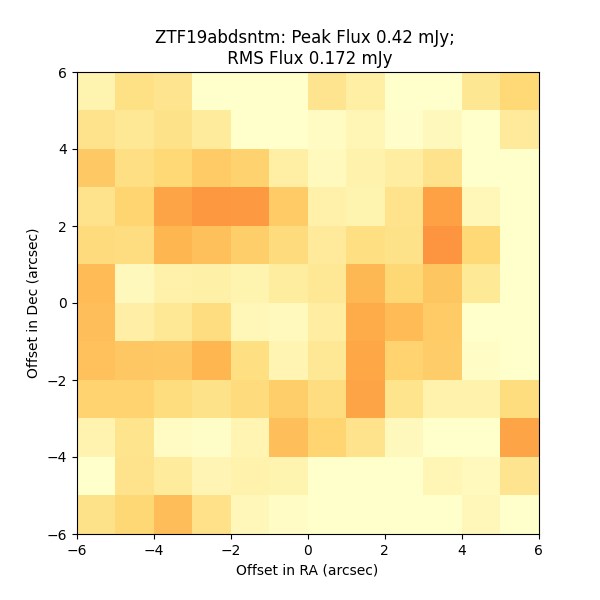 ZTF19abdsntm: Peak Flux 0.42 mJy;
RMS Flux 0.172 mJy
6
4
2
0
−2
−4
−6
Offset in Dec (arcsec)
−6 −4 −2 0 2 4 6
Offset in RA (arcsec)